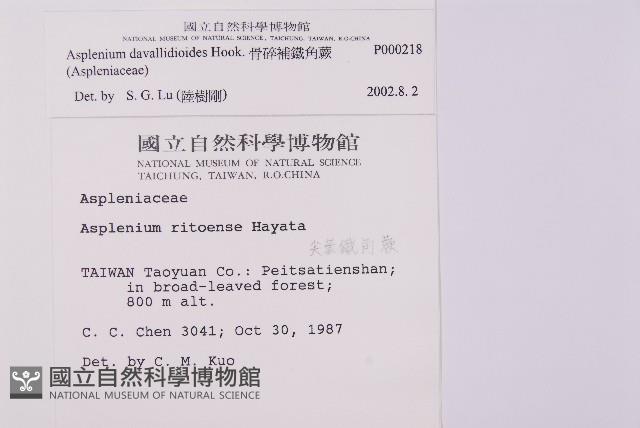 國立自然科學博物館
NATIONAL MUSEUM OF NATURAL SCIENCE, TAICHUNG, TAIWAN, R.O.CHINA
Asplenium davallidioides Hook. 骨碎補鐵角蕨 P000218
(Aspleniaceae)
Det. by S. G. Lu (陸樹剛) 2002.8.2
國立自然科學博物館
NATIONAL MUSEUM OF NATURAL SCIENCE
TAICHUNG, TAIWAN, R.O.CHINA
Aspleniaceae
Asplenium ritoense Hayata
尖葉鐵角蕨
TAIWAN Taoyuan Co.: Peitsatienshan;
in broad-leaved forest;
800 m alt.
C. C. Chen 3041; Oct 30, 1987
Det. by C. M. Kuo
國立自然科學博物館
NATIONAL MUSEUM OF NATURAL SCIENCE